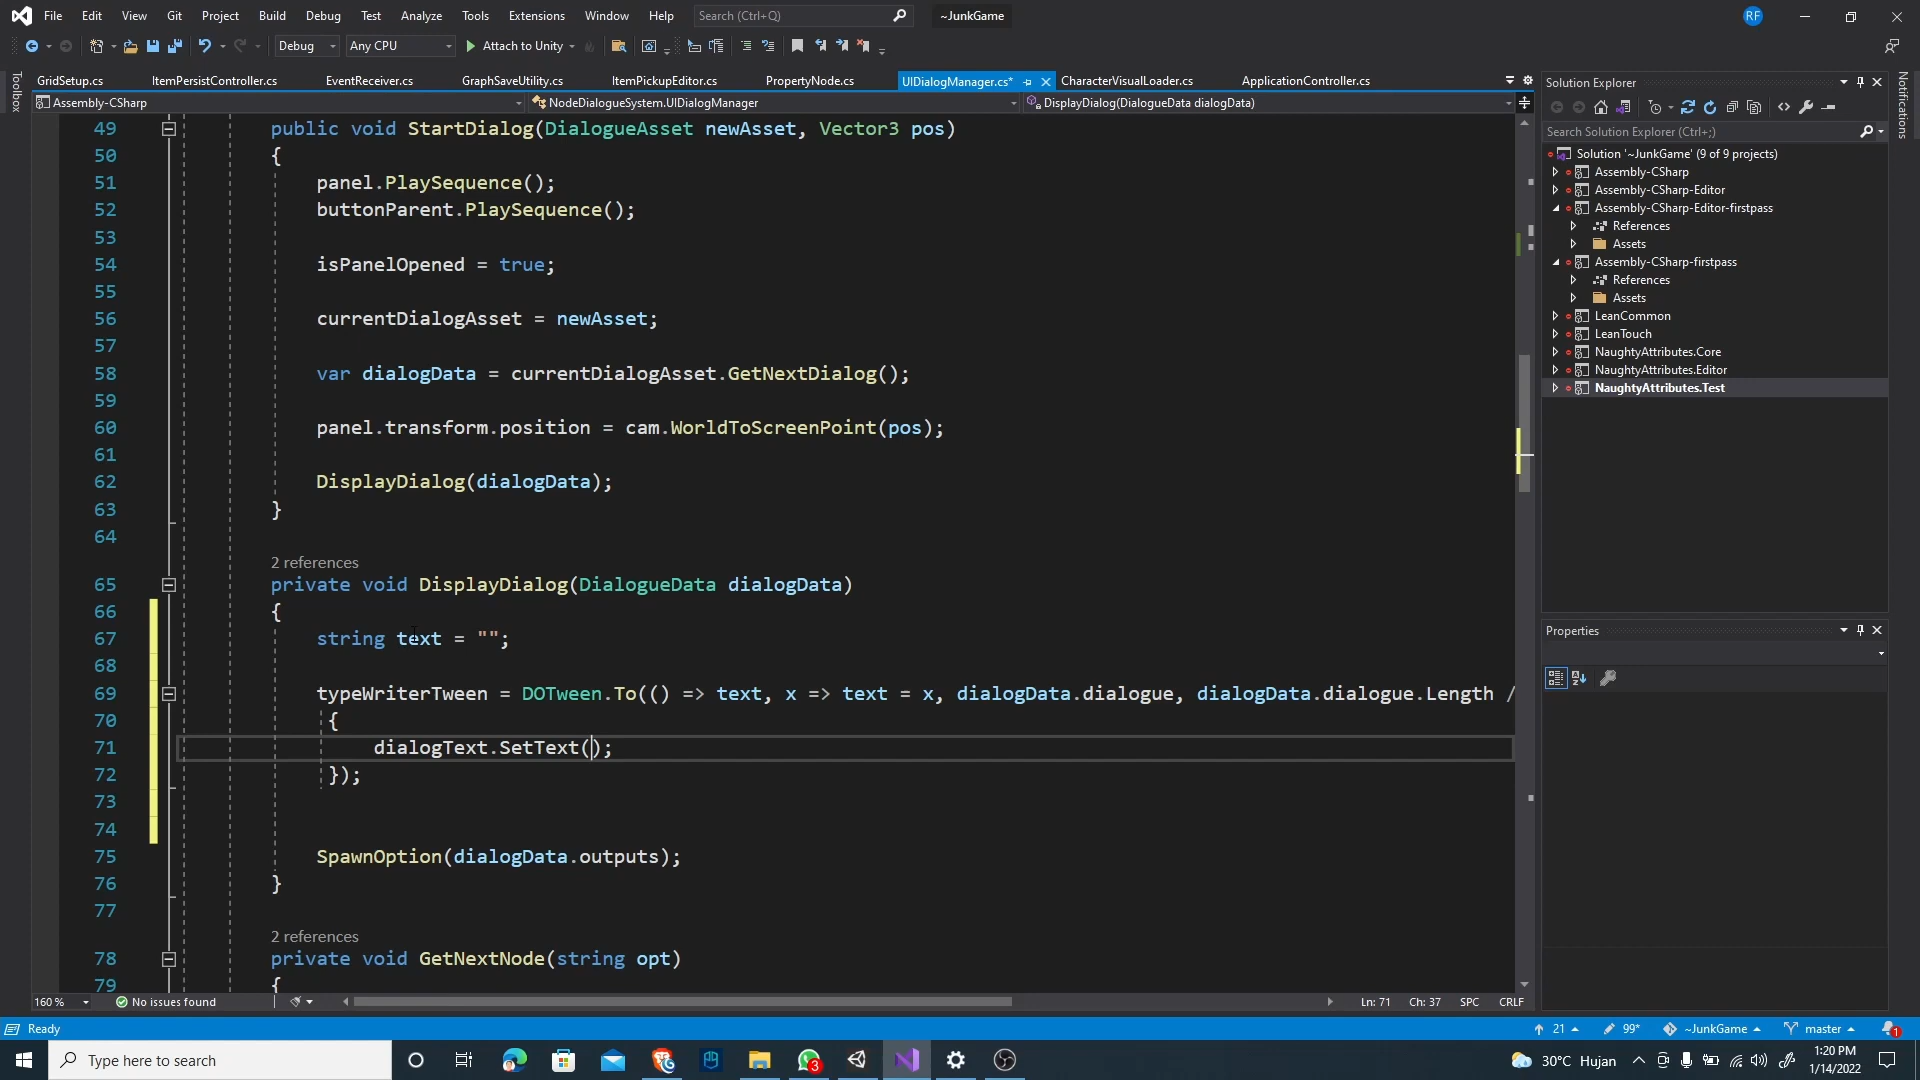 File Edit View Git Project Build Debug Test Analyze Tools Extensions Window Help Search (Ctrl+Q) ~JunkGame RF
Debug Any CPU Attach to Unity
Toolbox
GridSetup.cs ItemPersistController.cs EventReceiver.cs GraphSaveUtility.cs ItemPickupEditor.cs PropertyNode.cs UIDialogManager.cs* CharacterVisualLoader.cs ApplicationController.cs
Assembly-CSharp NodeDialogueSystem.UIDialogManager DisplayDialog(DialogueData dialogData)
49 public void StartDialog(DialogueAsset newAsset, Vector3 pos)
50 {
51 panel.PlaySequence();
52 buttonParent.PlaySequence();
53
54 isPanelOpened = true;
55
56 currentDialogAsset = newAsset;
57
58 var dialogData = currentDialogAsset.GetNextDialog();
59
60 panel.transform.position = cam.WorldToScreenPoint(pos);
61
62 DisplayDialog(dialogData);
63 }
64
2 references
65 private void DisplayDialog(DialogueData dialogData)
66 {
67 string text = "";
68
69 typeWriterTween = DOTween.To(() => text, x => text = x, dialogData.dialogue, dialogData.dialogue.Length /
70 {
71 dialogText.SetText();
72 });
73
74
75 SpawnOption(dialogData.outputs);
76 }
77
2 references
78 private void GetNextNode(string opt)
79 {
160 % No issues found Ln: 71 Ch: 37 SPC CRLF
Solution Explorer
Search Solution Explorer (Ctrl+;)
Solution '~JunkGame' (9 of 9 projects)
Assembly-CSharp
Assembly-CSharp-Editor
Assembly-CSharp-Editor-firstpass
References
Assets
Assembly-CSharp-firstpass
References
Assets
LeanCommon
LeanTouch
NaughtyAttributes.Core
NaughtyAttributes.Editor
NaughtyAttributes.Test
Properties
Notifications
Ready 21 99* ~JunkGame master 1
Type here to search 3 30°C Hujan 1:20 PM
1/14/2022